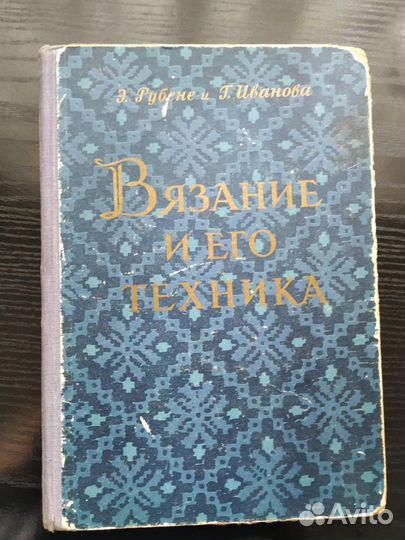 Э. Рубене и Г. Иванова
Вязание
и его
техника
Avito